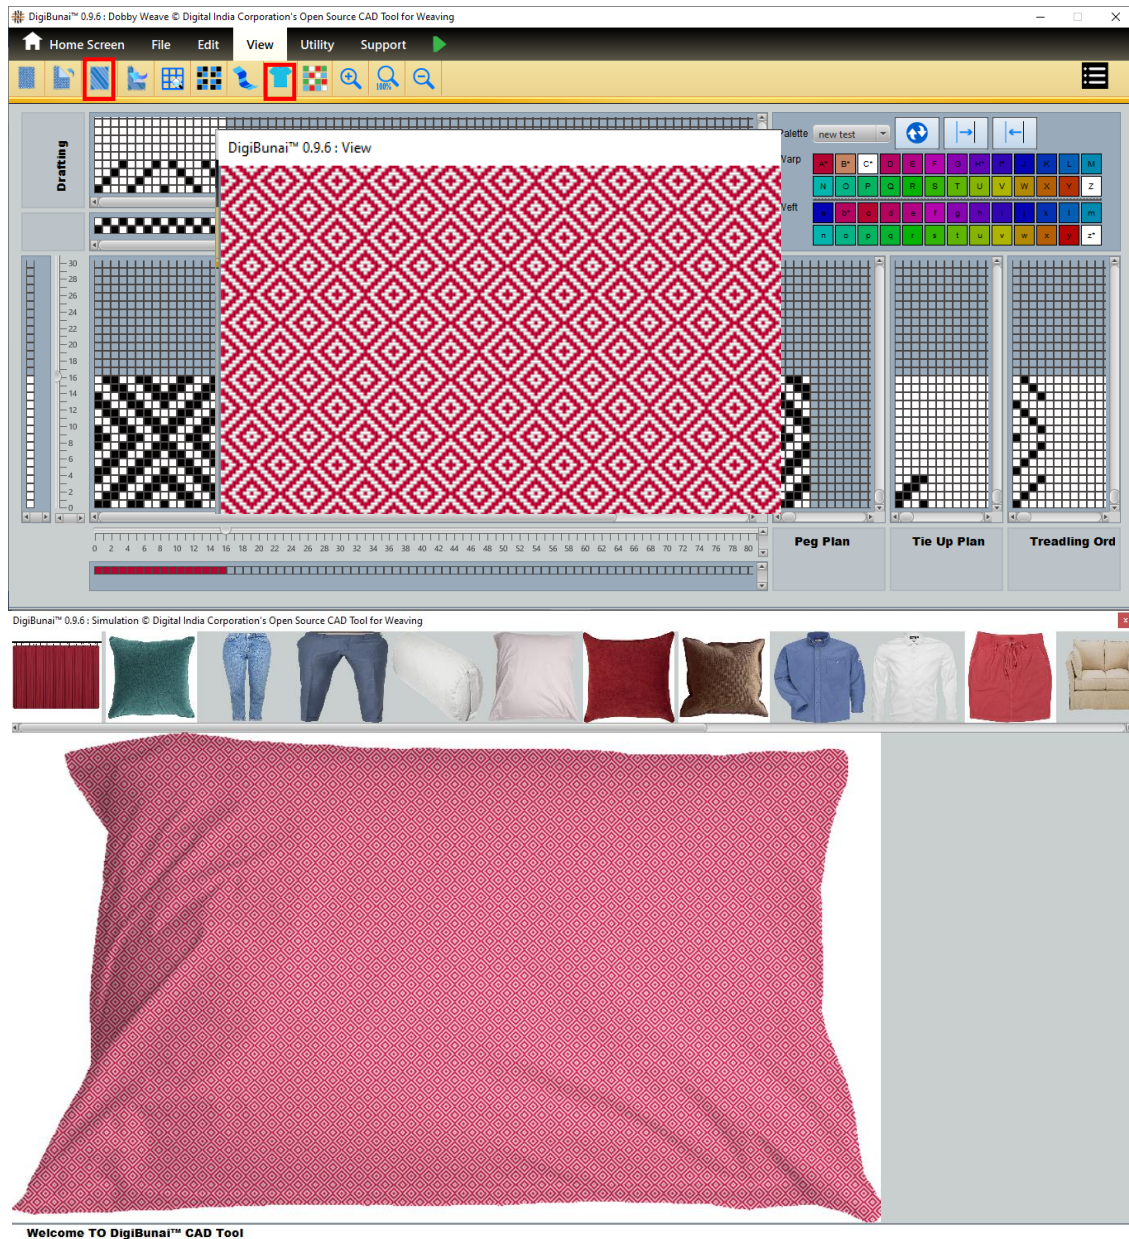 DigiBunai™ 0.9.6 : Dobby Weave © Digital India Corporation's Open Source CAD Tool for Weaving
Home Screen File Edit View Utility Support
100%
Drafting
DigiBunai™ 0.9.6 : View
Palette new test
Warp
A* B* C* D E F G H* I* J K L M
N O P Q R S T U V W X Y Z
Weft
a b* c d e f g h i j k l m
n o p q r s t u v w x y z*
30
28
26
24
22
20
18
16
14
12
10
8
6
4
2
0
0 2 4 6 8 10 12 14 16 18 20 22 24 26 28 30 32 34 36 38 40 42 44 46 48 50 52 54 56 58 60 62 64 66 68 70 72 74 76 78 80
Peg Plan Tie Up Plan Treadling Ord
DigiBunai™ 0.9.6 : Simulation © Digital India Corporation's Open Source CAD Tool for Weaving
x
Welcome TO DigiBunai™ CAD Tool